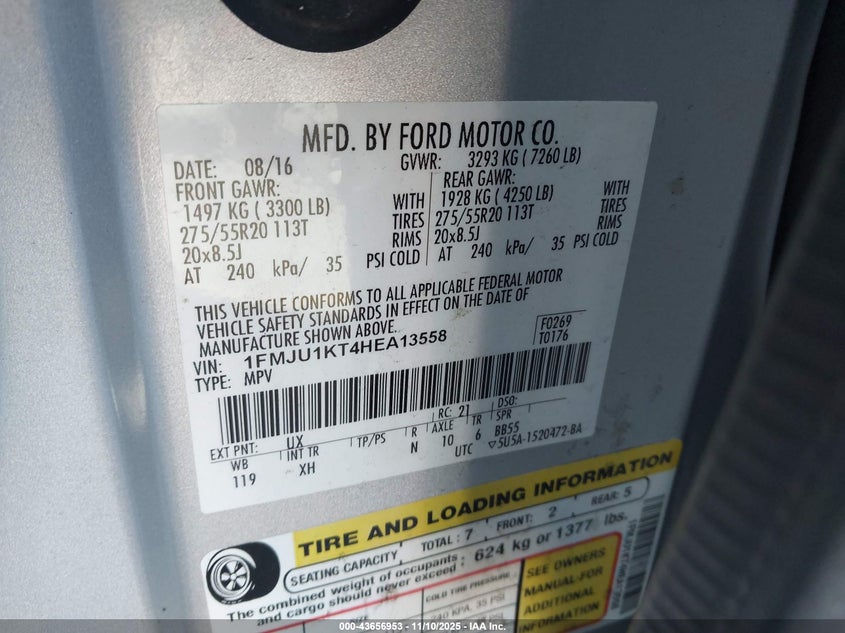 MFD. BY FORD MOTOR CO.
DATE: 08/16 GVWR: 3293 KG ( 7260 LB)
FRONT GAWR: REAR GAWR:
1497 KG ( 3300 LB) WITH 1928 KG ( 4250 LB) WITH
275/55R20 113T TIRES 275/55R20 113T TIRES
20x8.5J RIMS 20x8.5J RIMS
AT 240 kPa/ 35 PSI COLD AT 240 kPa/ 35 PSI COLD
THIS VEHICLE CONFORMS TO ALL APPLICABLE FEDERAL MOTOR
VEHICLE SAFETY STANDARDS IN EFFECT ON THE DATE OF
MANUFACTURE SHOWN ABOVE.
F0269
VIN: 1FMJU1KT4HEA13558 T0176
TYPE: MPV
EXT PNT: UX RC: 21 DSO:
WB INT TR TP/PS R AXLE TR SPR
119 XH N 10 6 BB55
UTC ▽5U5A-1520472-BA
TIRE AND LOADING INFORMATION
SEATING CAPACITY TOTAL: 7 FRONT: 2 REAR: 5
The combined weight of occupants and cargo should never exceed: 624 kg or 1377 lbs.
COLD TIRE PRESSURE
240 KPA, 35 PSI
SEE OWNERS
MANUAL FOR
ADDITIONAL
INFORMATION
000-43656953 - 11/10/2025 - IAA Inc.